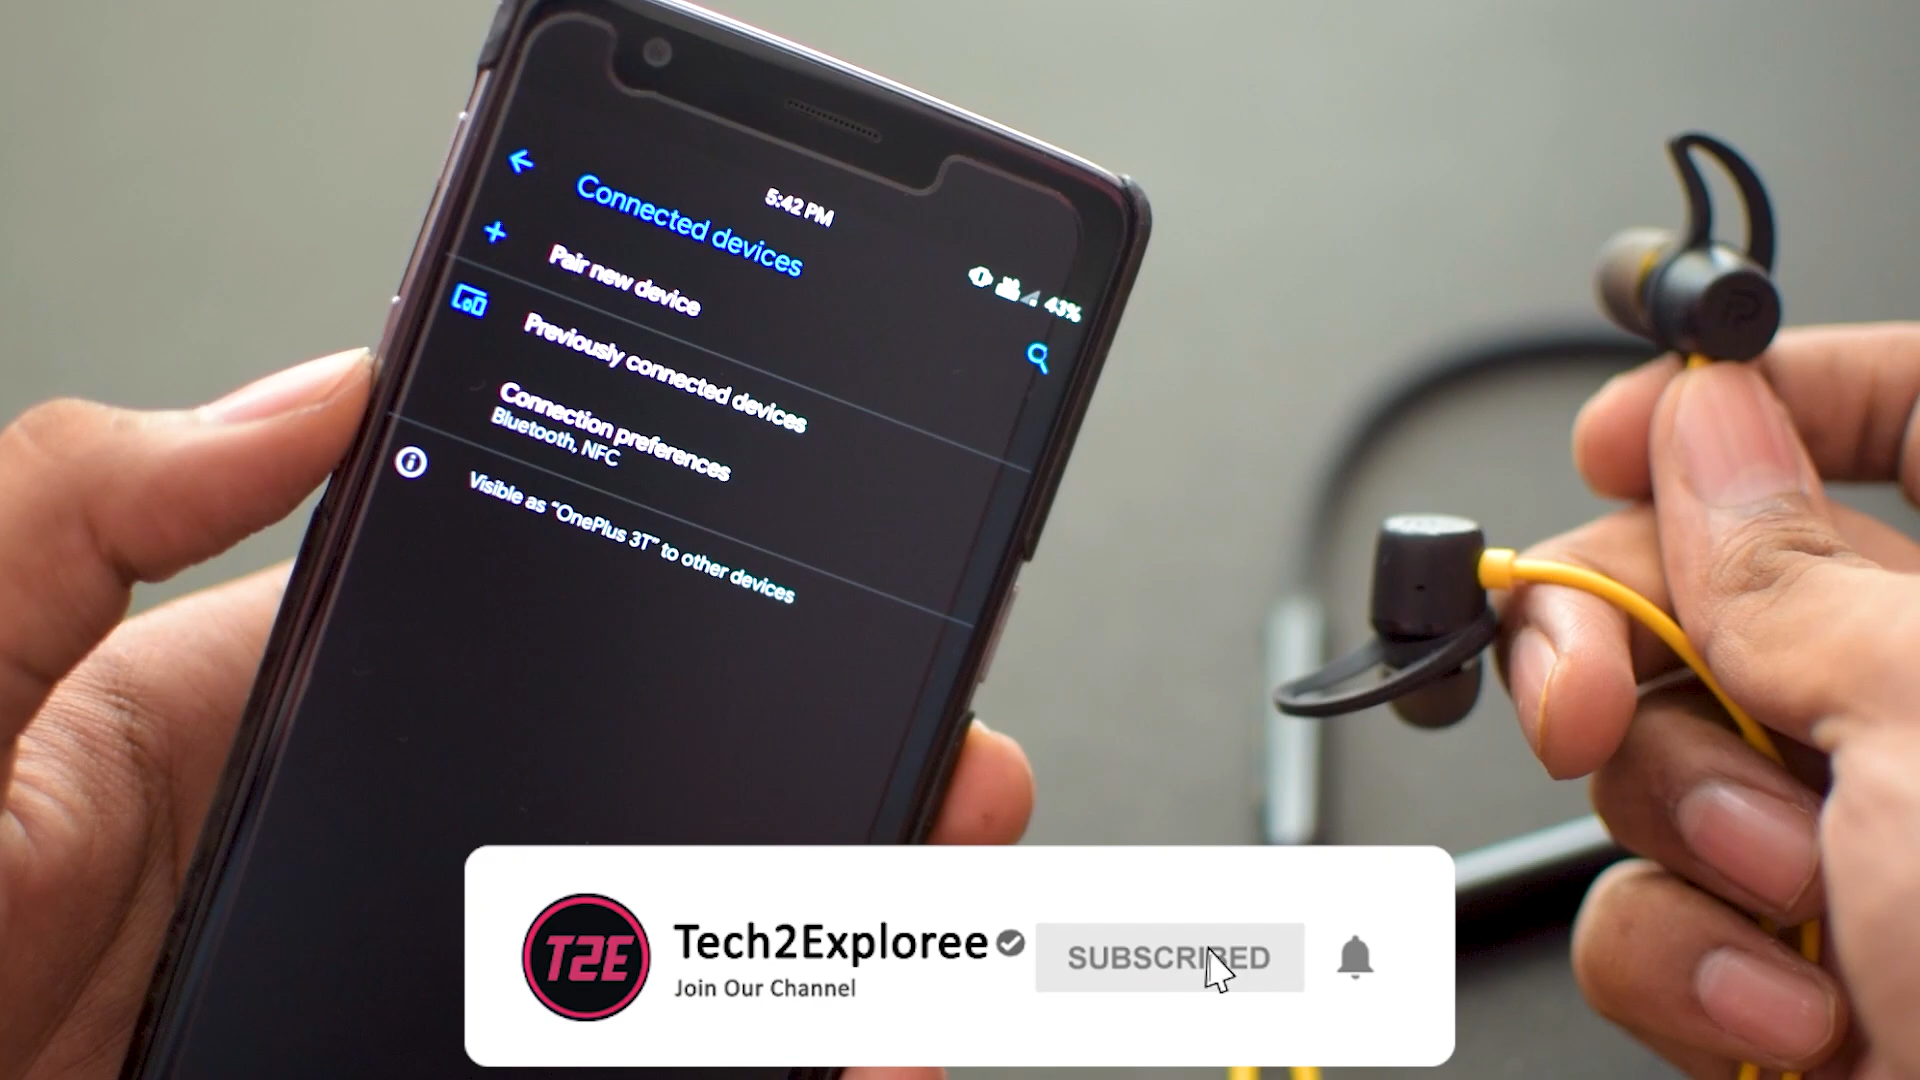 5:42 PM
43%
Connected devices
Pair new device
Previously connected devices
Connection preferences
Bluetooth, NFC
Visible as "OnePlus 3T" to other devices
T2E
Tech2Exploree
Join Our Channel
SUBSCRIBED